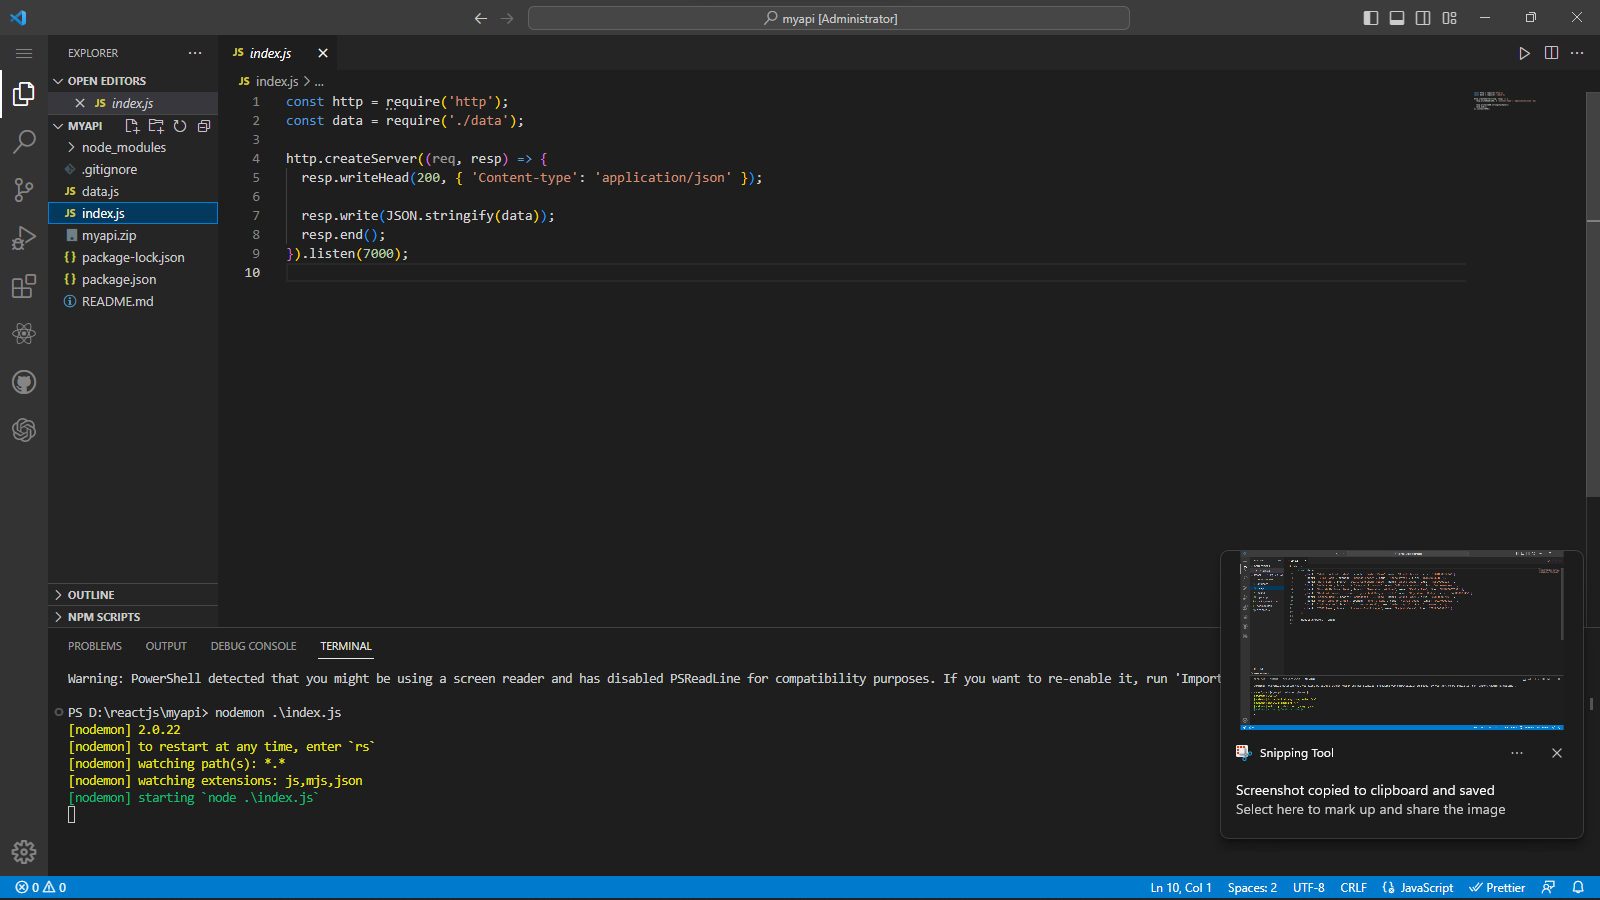 myapi [Administrator]
EXPLORER
OPEN EDITORS
JS index.js
MYAPI
node_modules
.gitignore
JS data.js
JS index.js
myapi.zip
{} package-lock.json
{} package.json
README.md
OUTLINE
NPM SCRIPTS
JS index.js
JS index.js > ...
1 const http = require('http');
2 const data = require('./data');
3
4 http.createServer((req, resp) => {
5 resp.writeHead(200, { 'Content-type': 'application/json' });
6
7 resp.write(JSON.stringify(data));
8 resp.end();
9 }).listen(7000);
10
PROBLEMS OUTPUT DEBUG CONSOLE TERMINAL
Warning: PowerShell detected that you might be using a screen reader and has disabled PSReadLine for compatibility purposes. If you want to re-enable it, run 'Import
PS D:\reactjs\myapi> nodemon .\index.js
[nodemon] 2.0.22
[nodemon] to restart at any time, enter `rs`
[nodemon] watching path(s): *.*
[nodemon] watching extensions: js,mjs,json
[nodemon] starting `node .\index.js`
Snipping Tool
Screenshot copied to clipboard and saved
Select here to mark up and share the image
0 0
Ln 10, Col 1 Spaces: 2 UTF-8 CRLF JavaScript Prettier